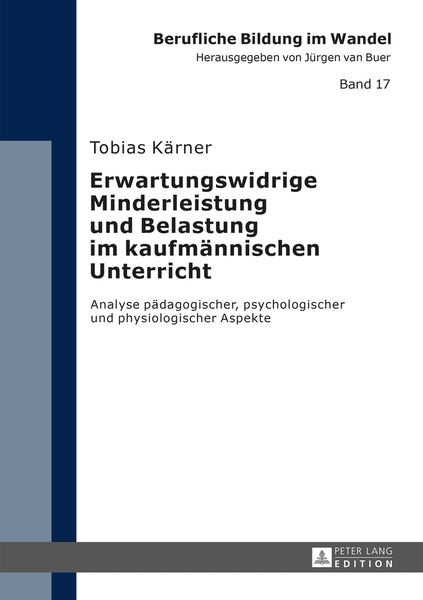 Berufliche Bildung im Wandel
Herausgegeben von Jürgen van Buer
Band 17
Tobias Kärner
Erwartungswidrige
Minderleistung
und Belastung
im kaufmännischen
Unterricht
Analyse pädagogischer, psychologischer
und physiologischer Aspekte
PETER LANG
EDITION